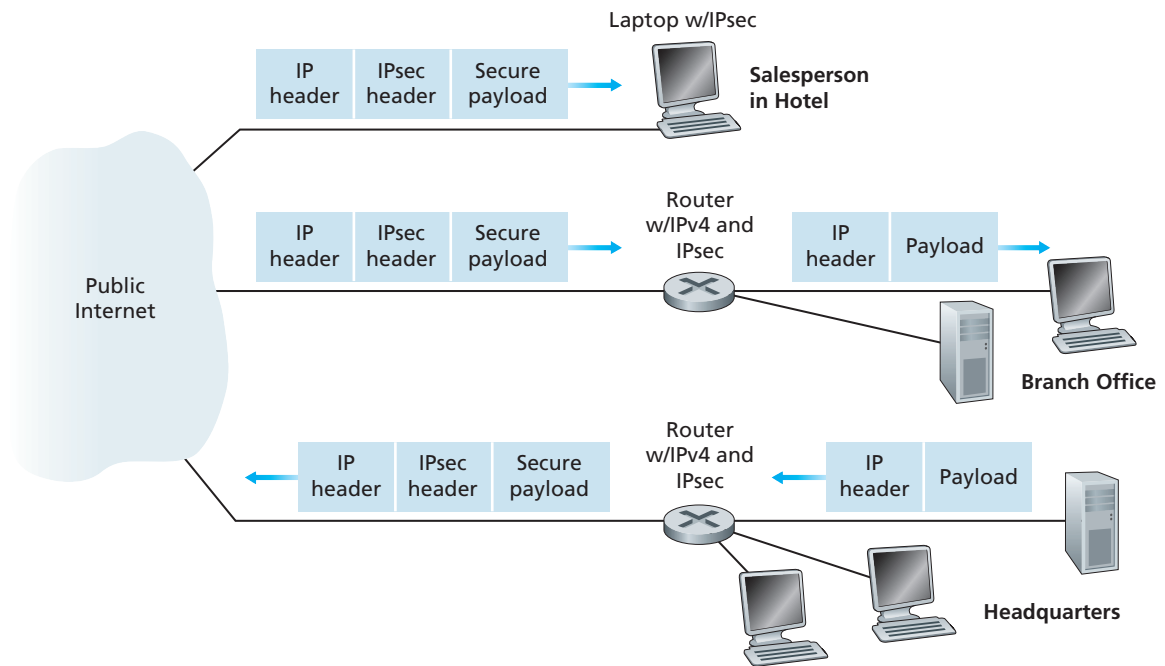 Laptop w/IPsec
IP
header
IPsec
header
Secure
payload
Salesperson
in Hotel
Public
Internet
IP
header
IPsec
header
Secure
payload
Router
w/IPv4 and
IPsec
IP
header
Payload
Branch Office
IP
header
IPsec
header
Secure
payload
Router
w/IPv4 and
IPsec
IP
header
Payload
Headquarters